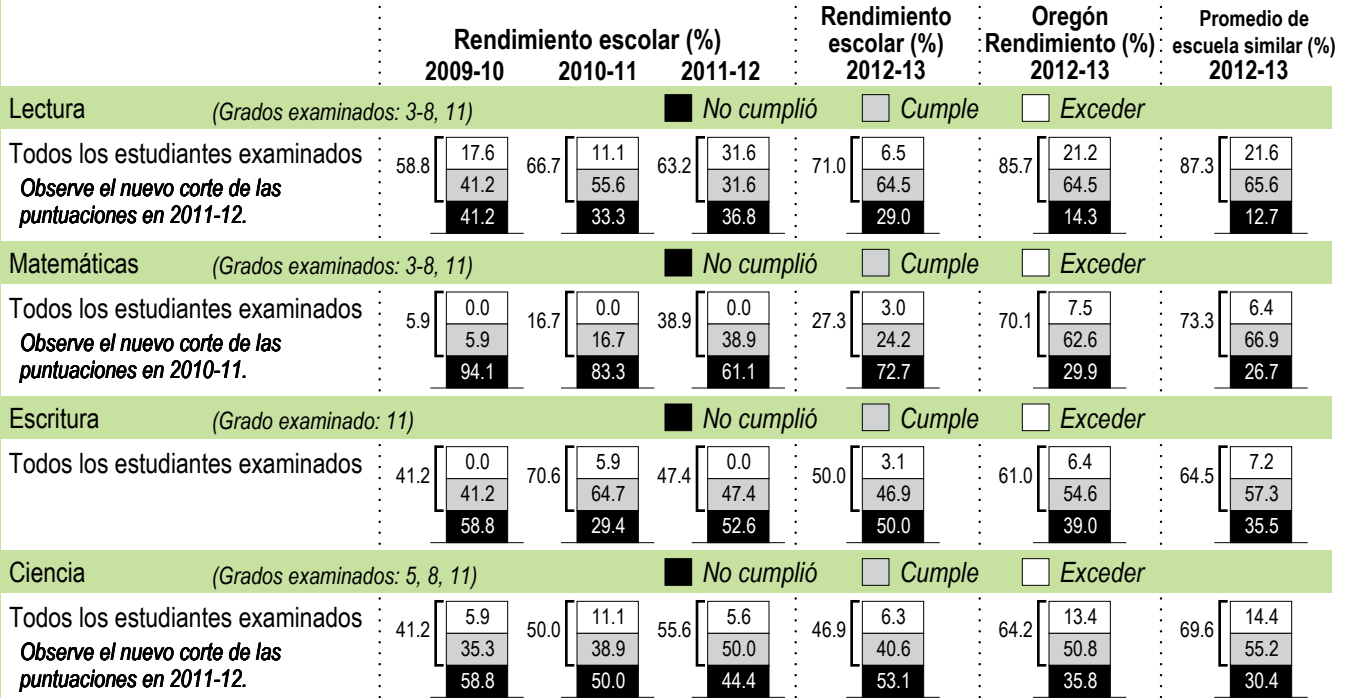 Rendimiento escolar (%)
2009-10 2010-11 2011-12
Rendimiento
escolar (%)
2012-13
Oregón
Rendimiento (%)
2012-13
Promedio de
escuela similar (%)
2012-13
Lectura (Grados examinados: 3-8, 11) No cumplió Cumple Exceder
Todos los estudiantes examinados
Observe el nuevo corte de las
puntuaciones en 2011-12.
58.8 17.6 41.2 41.2
66.7 11.1 55.6 33.3
63.2 31.6 31.6 36.8
71.0 6.5 64.5 29.0
85.7 21.2 64.5 14.3
87.3 21.6 65.6 12.7
Matemáticas (Grados examinados: 3-8, 11) No cumplió Cumple Exceder
Todos los estudiantes examinados
Observe el nuevo corte de las
puntuaciones en 2010-11.
5.9 0.0 5.9 94.1
16.7 0.0 16.7 83.3
38.9 0.0 38.9 61.1
27.3 3.0 24.2 72.7
70.1 7.5 62.6 29.9
73.3 6.4 66.9 26.7
Escritura (Grado examinado: 11) No cumplió Cumple Exceder
Todos los estudiantes examinados
41.2 0.0 41.2 58.8
70.6 5.9 64.7 29.4
47.4 0.0 47.4 52.6
50.0 3.1 46.9 50.0
61.0 6.4 54.6 39.0
64.5 7.2 57.3 35.5
Ciencia (Grados examinados: 5, 8, 11) No cumplió Cumple Exceder
Todos los estudiantes examinados
Observe el nuevo corte de las
puntuaciones en 2011-12.
41.2 5.9 35.3 58.8
50.0 11.1 38.9 50.0
55.6 5.6 50.0 44.4
46.9 6.3 40.6 53.1
64.2 13.4 50.8 35.8
69.6 14.4 55.2 30.4